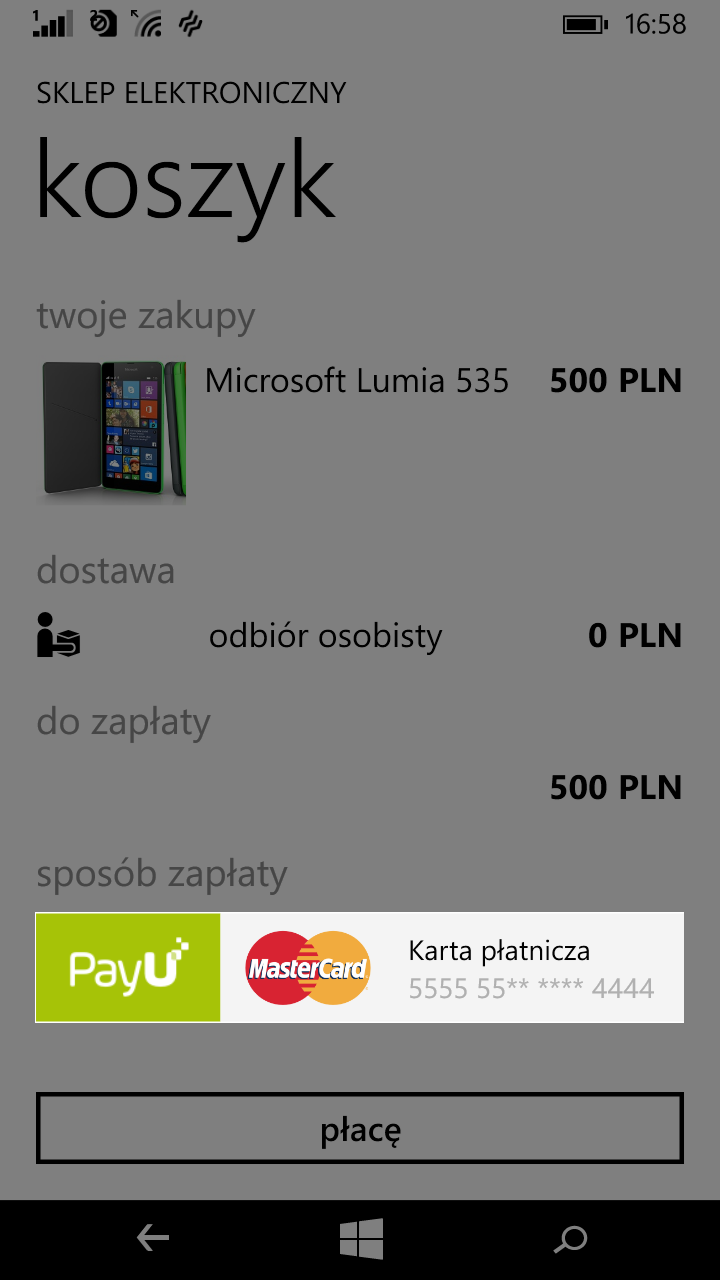 16:58
SKLEP ELEKTRONICZNY
koszyk
twoje zakupy
Microsoft Lumia 535 500 PLN
dostawa
odbiór osobisty 0 PLN
do zapłaty
500 PLN
sposób zapłaty
PayU MasterCard Karta płatnicza
5555 55** **** 4444
płacę